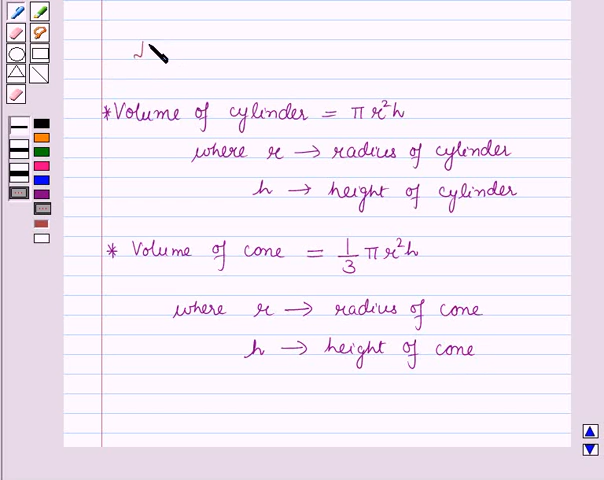 *Volume of cylinder = πr²h
where r → radius of cylinder
h → height of cylinder
* Volume of cone = 1/3 πr²h
where r → radius of cone
h → height of cone